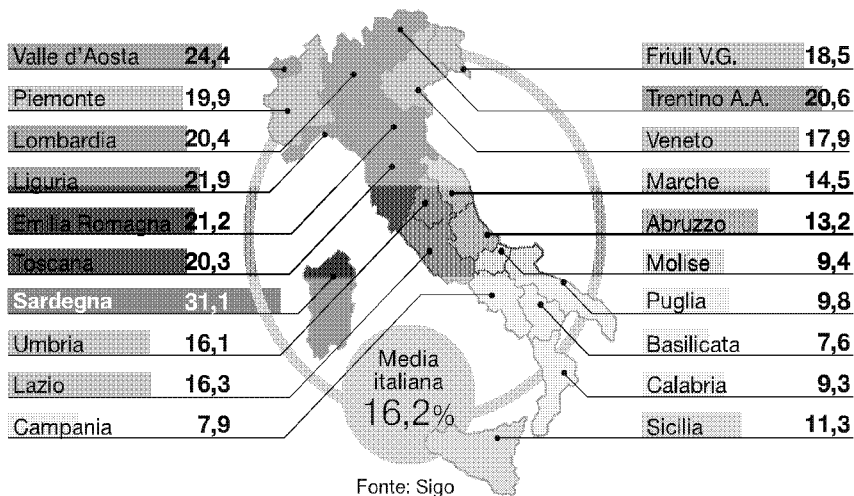 Valle d'Aosta 24,4
Piemonte 19,9
Lombardia 20,4
Liguria 21,9
Emilia Romagna 21,2
Toscana 20,3
Sardegna 31,1
Umbria 16,1
Lazio 16,3
Campania 7,9
Friuli V.G. 18,5
Trentino A.A. 20,6
Veneto 17,9
Marche 14,5
Abruzzo 13,2
Molise 9,4
Puglia 9,8
Basilicata 7,6
Calabria 9,3
Sicilia 11,3
Media
italiana
16,2%
Fonte: Sigo